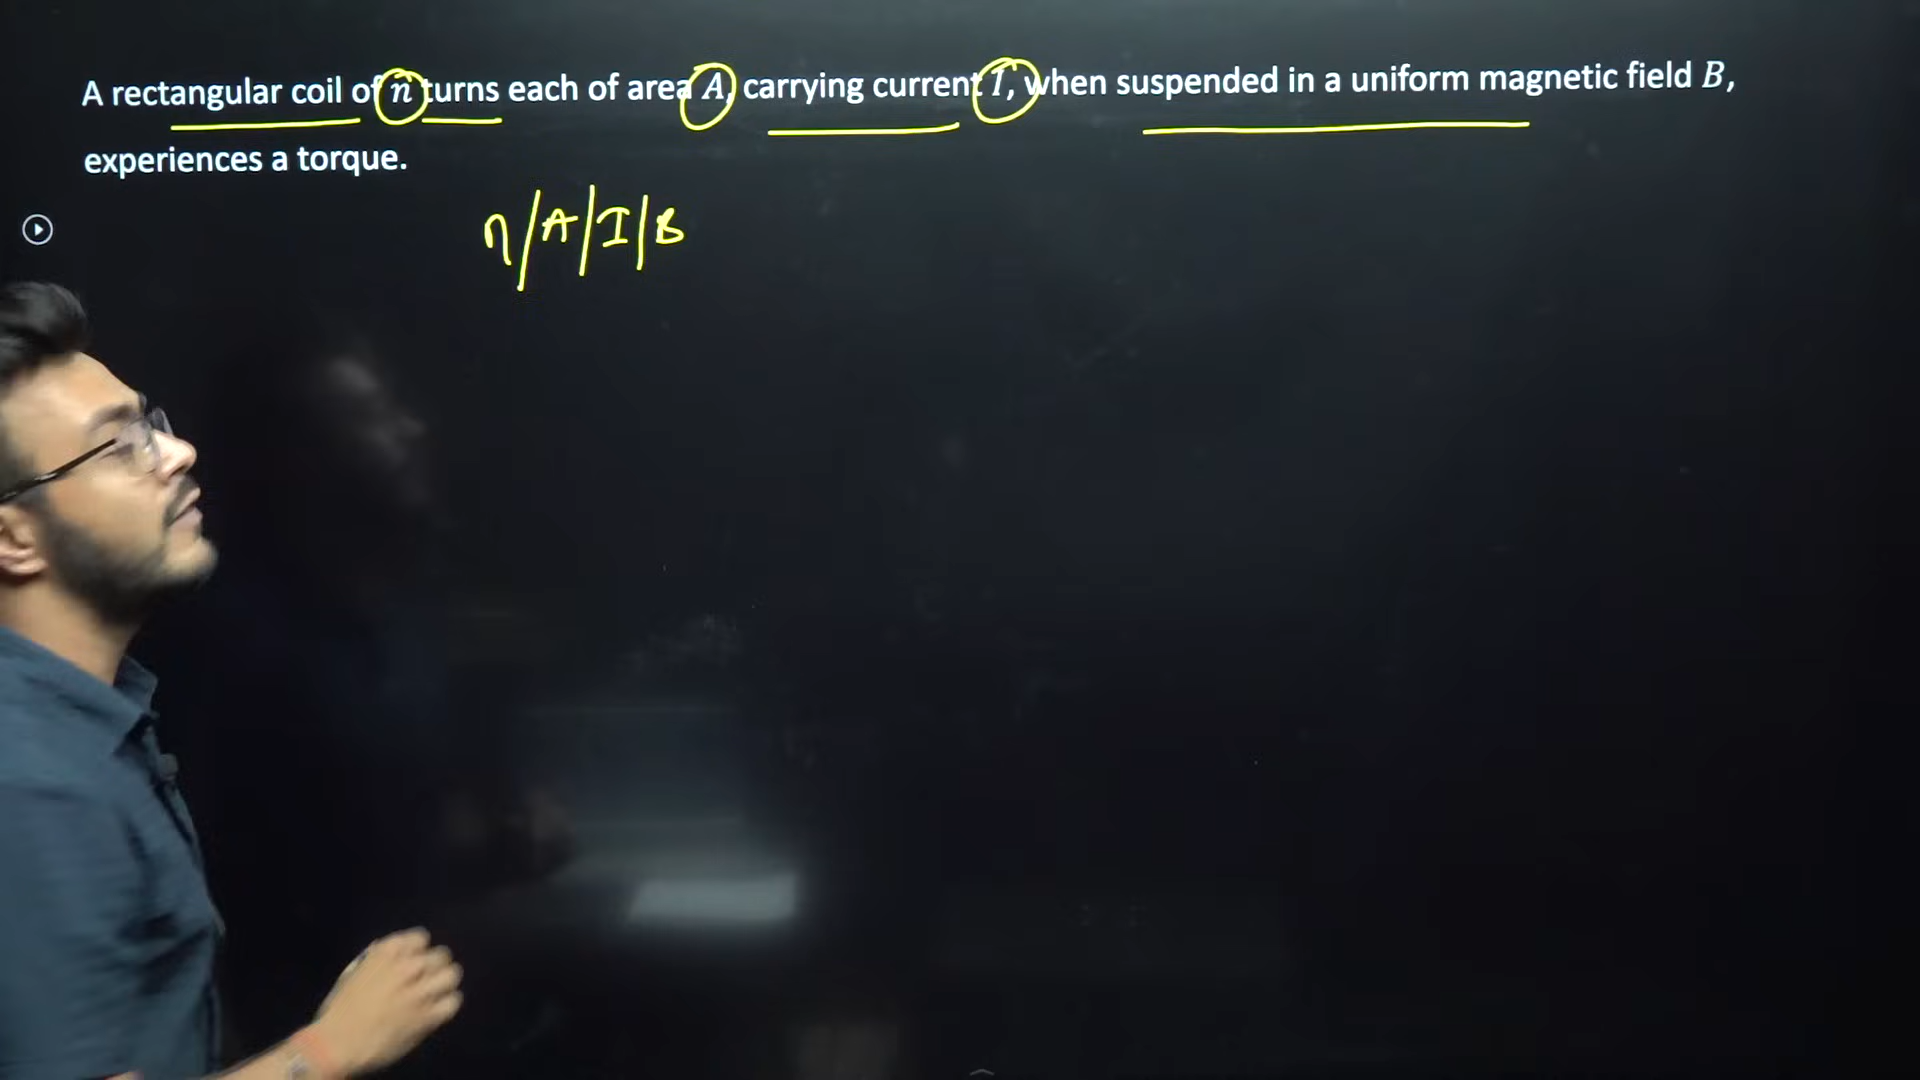 A rectangular coil of n turns each of area A, carrying current I, when suspended in a uniform magnetic field B,
experiences a torque.
n/A/I/B